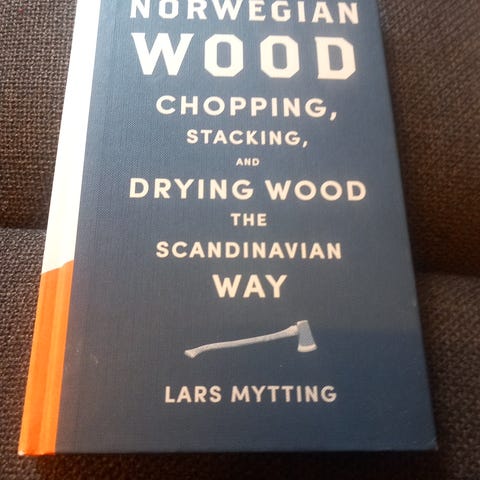 NORWEGIAN
WOOD
CHOPPING,
STACKING,
AND
DRYING WOOD
THE
SCANDINAVIAN
WAY
LARS MYTTING